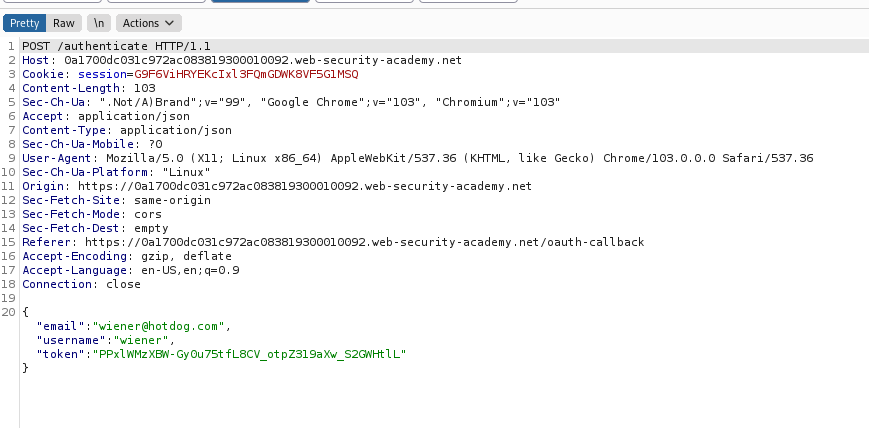 Pretty Raw \n Actions
1 POST /authenticate HTTP/1.1
2 Host: 0a1700dc031c972ac083819300010092.web-security-academy.net
3 Cookie: session=G9F6ViHRYEKcIxl3FQmGDWK8VF5G1MSQ
4 Content-Length: 103
5 Sec-Ch-Ua: ".Not/A)Brand";v="99", "Google Chrome";v="103", "Chromium";v="103"
6 Accept: application/json
7 Content-Type: application/json
8 Sec-Ch-Ua-Mobile: ?0
9 User-Agent: Mozilla/5.0 (X11; Linux x86_64) AppleWebKit/537.36 (KHTML, like Gecko) Chrome/103.0.0.0 Safari/537.36
10 Sec-Ch-Ua-Platform: "Linux"
11 Origin: https://0a1700dc031c972ac083819300010092.web-security-academy.net
12 Sec-Fetch-Site: same-origin
13 Sec-Fetch-Mode: cors
14 Sec-Fetch-Dest: empty
15 Referer: https://0a1700dc031c972ac083819300010092.web-security-academy.net/oauth-callback
16 Accept-Encoding: gzip, deflate
17 Accept-Language: en-US,en;q=0.9
18 Connection: close
19
20 {
"email":"wiener@hotdog.com",
"username":"wiener",
"token":"PPxlWMzXBW-Gy0u75tfL8CV_otpZ319aXw_S2GWHtlL"
}